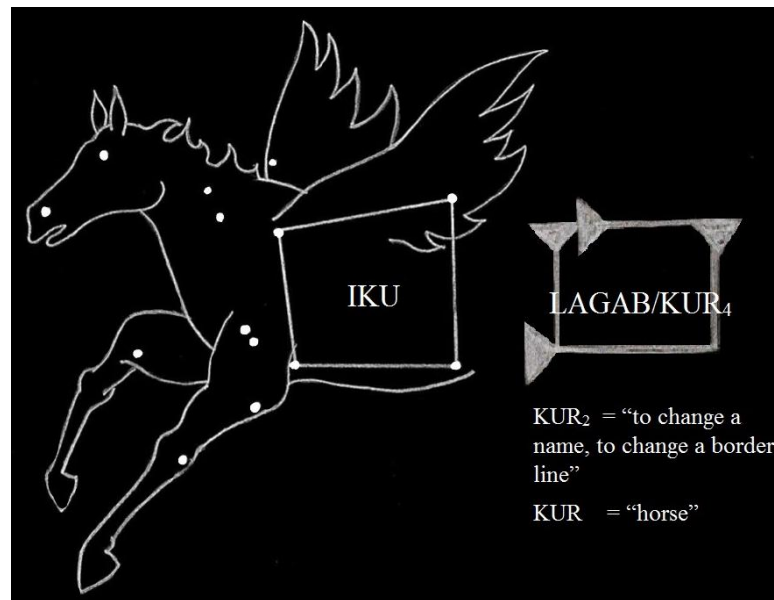 IKU
LAGAB/KUR₄
KUR₂ = “to change a
name, to change a border
line”
KUR = “horse”